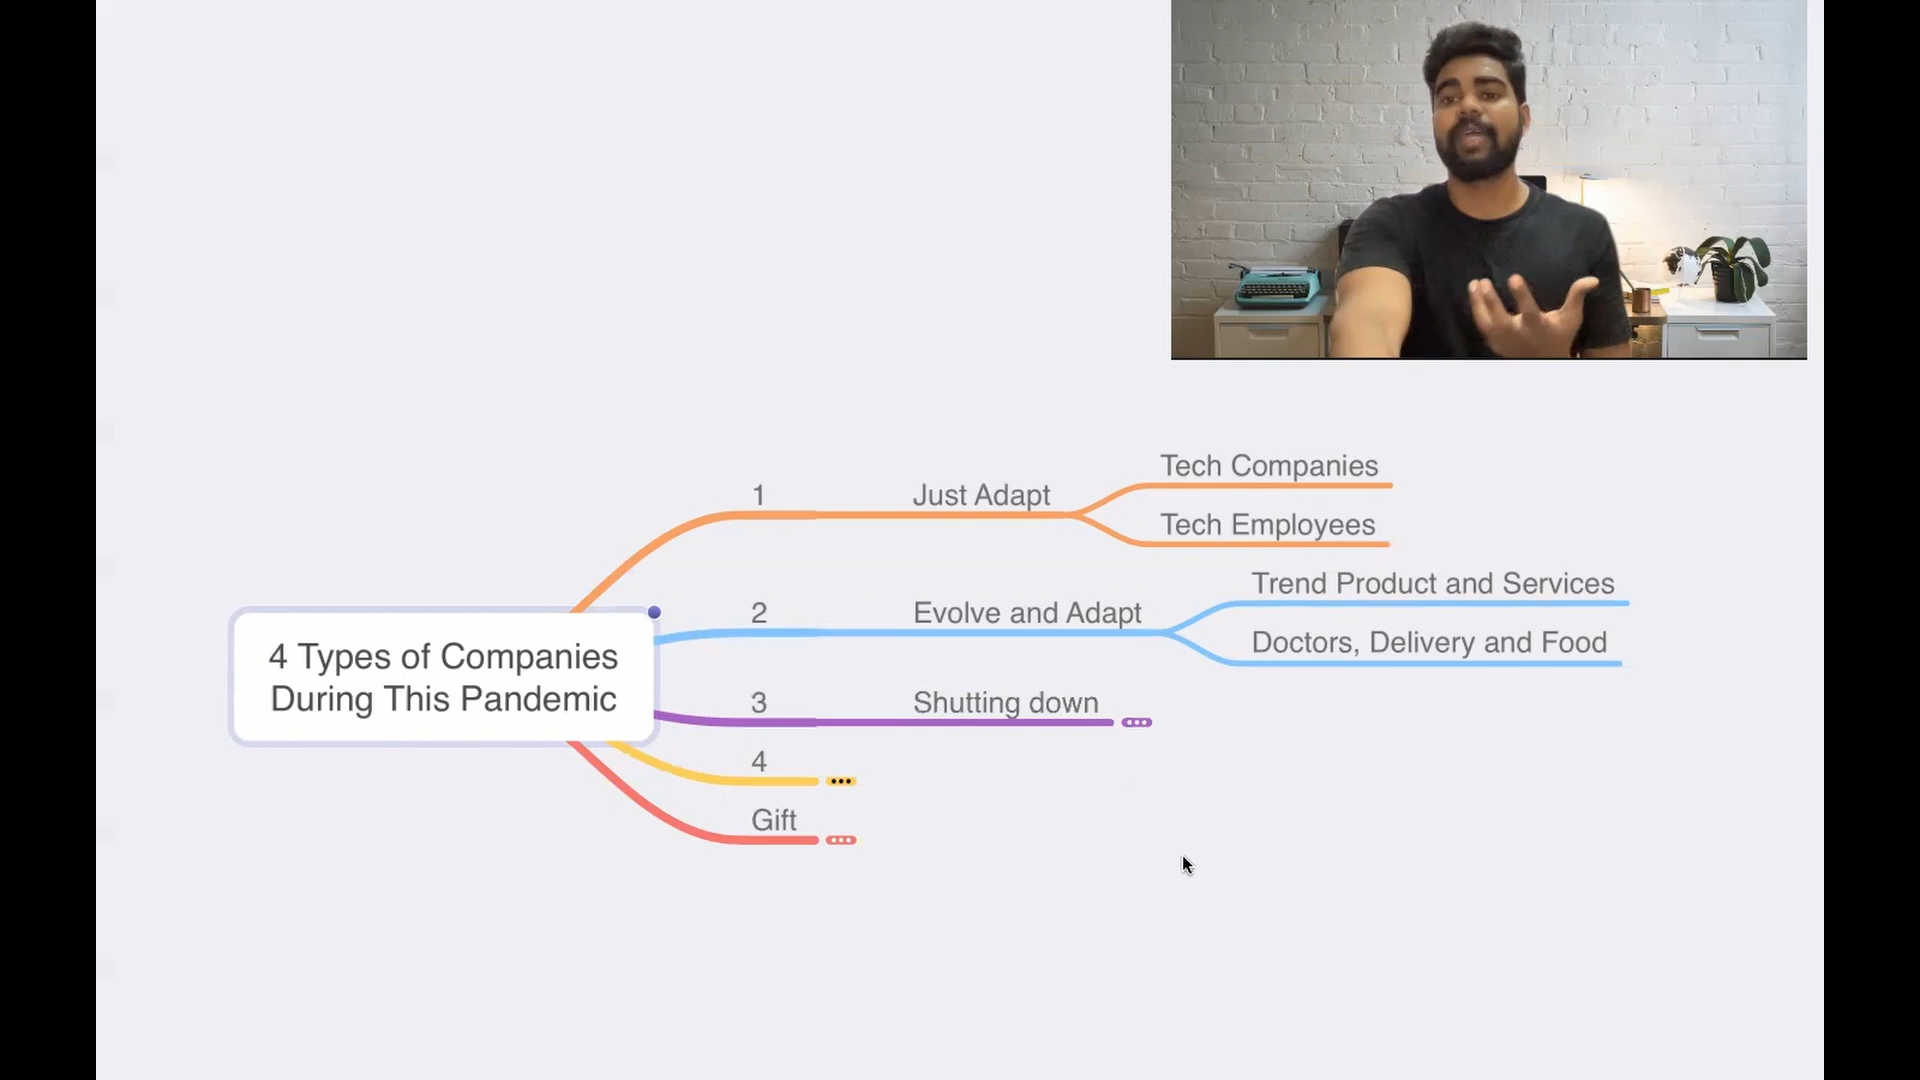 4 Types of Companies
During This Pandemic
1
Just Adapt
Tech Companies
Tech Employees
2
Evolve and Adapt
Trend Product and Services
Doctors, Delivery and Food
3
Shutting down
4
Gift